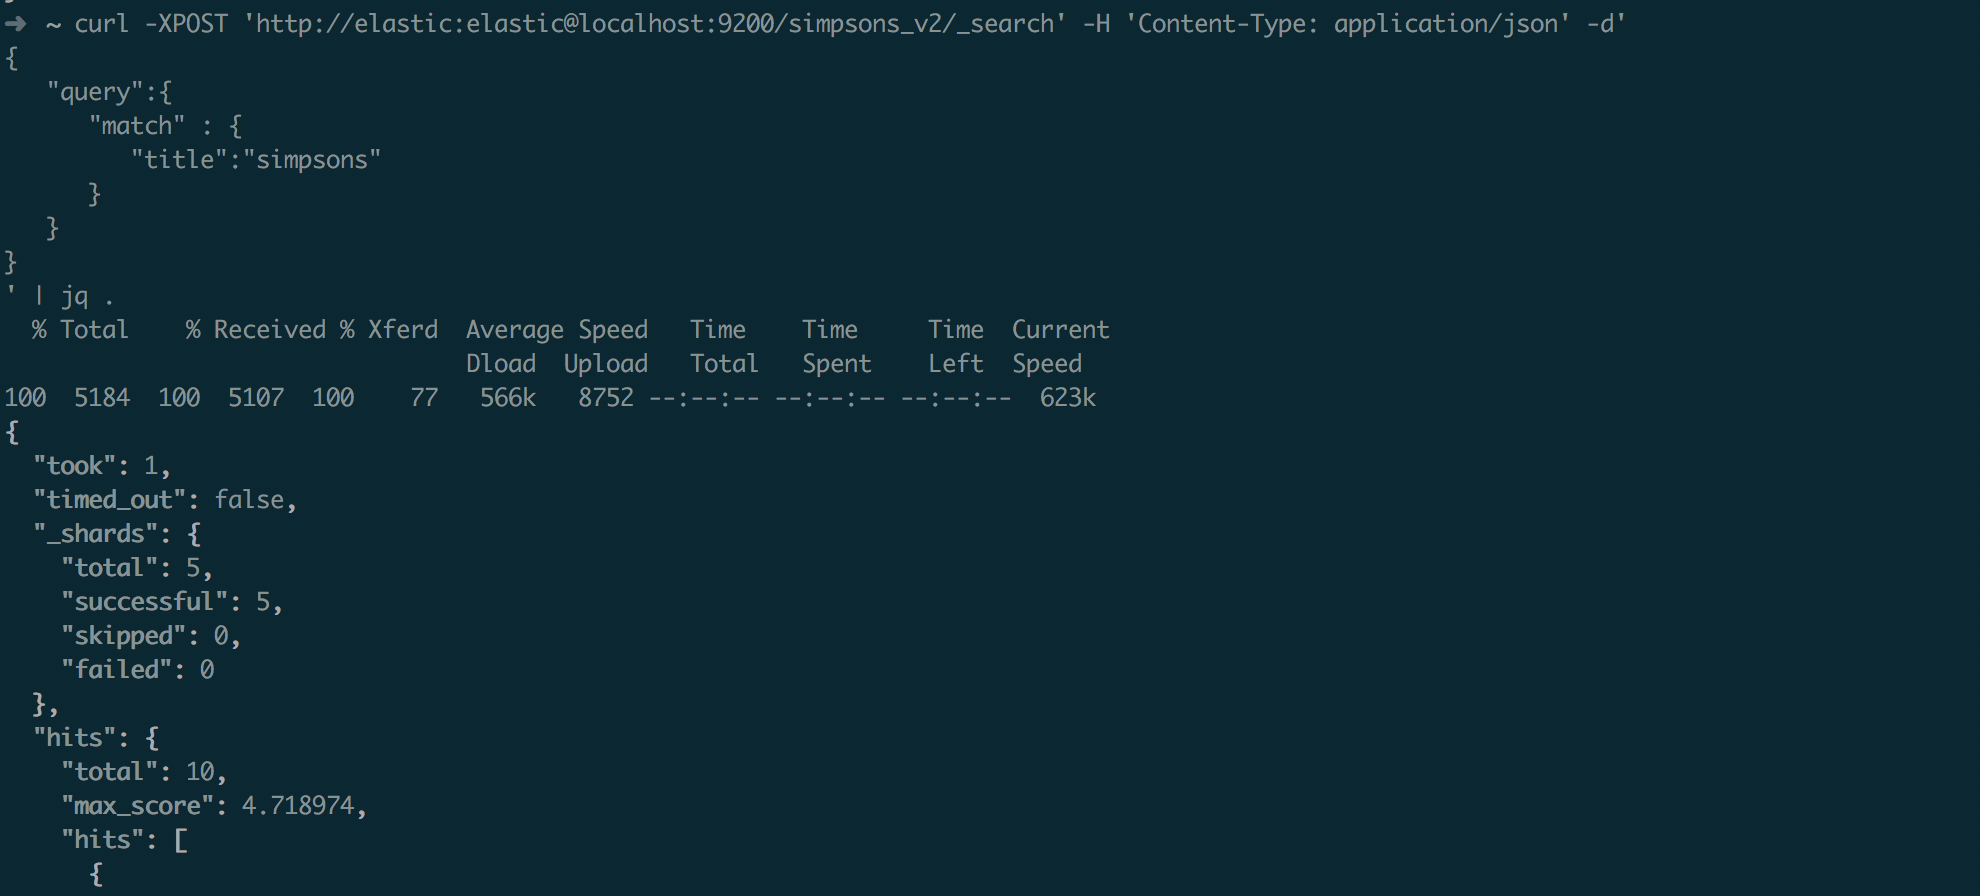 ➜  ~ curl -XPOST 'http://elastic:elastic@localhost:9200/simpsons_v2/_search' -H 'Content-Type: application/json' -d'
{
   "query":{
      "match" : {
         "title":"simpsons"
      }
   }
}
' | jq .
  % Total    % Received % Xferd  Average Speed   Time    Time     Time  Current
                                 Dload  Upload   Total   Spent    Left  Speed
100  5184  100  5107  100    77   566k   8752 --:--:-- --:--:-- --:--:--  623k
{
  "took": 1,
  "timed_out": false,
  "_shards": {
    "total": 5,
    "successful": 5,
    "skipped": 0,
    "failed": 0
  },
  "hits": {
    "total": 10,
    "max_score": 4.718974,
    "hits": [
      {